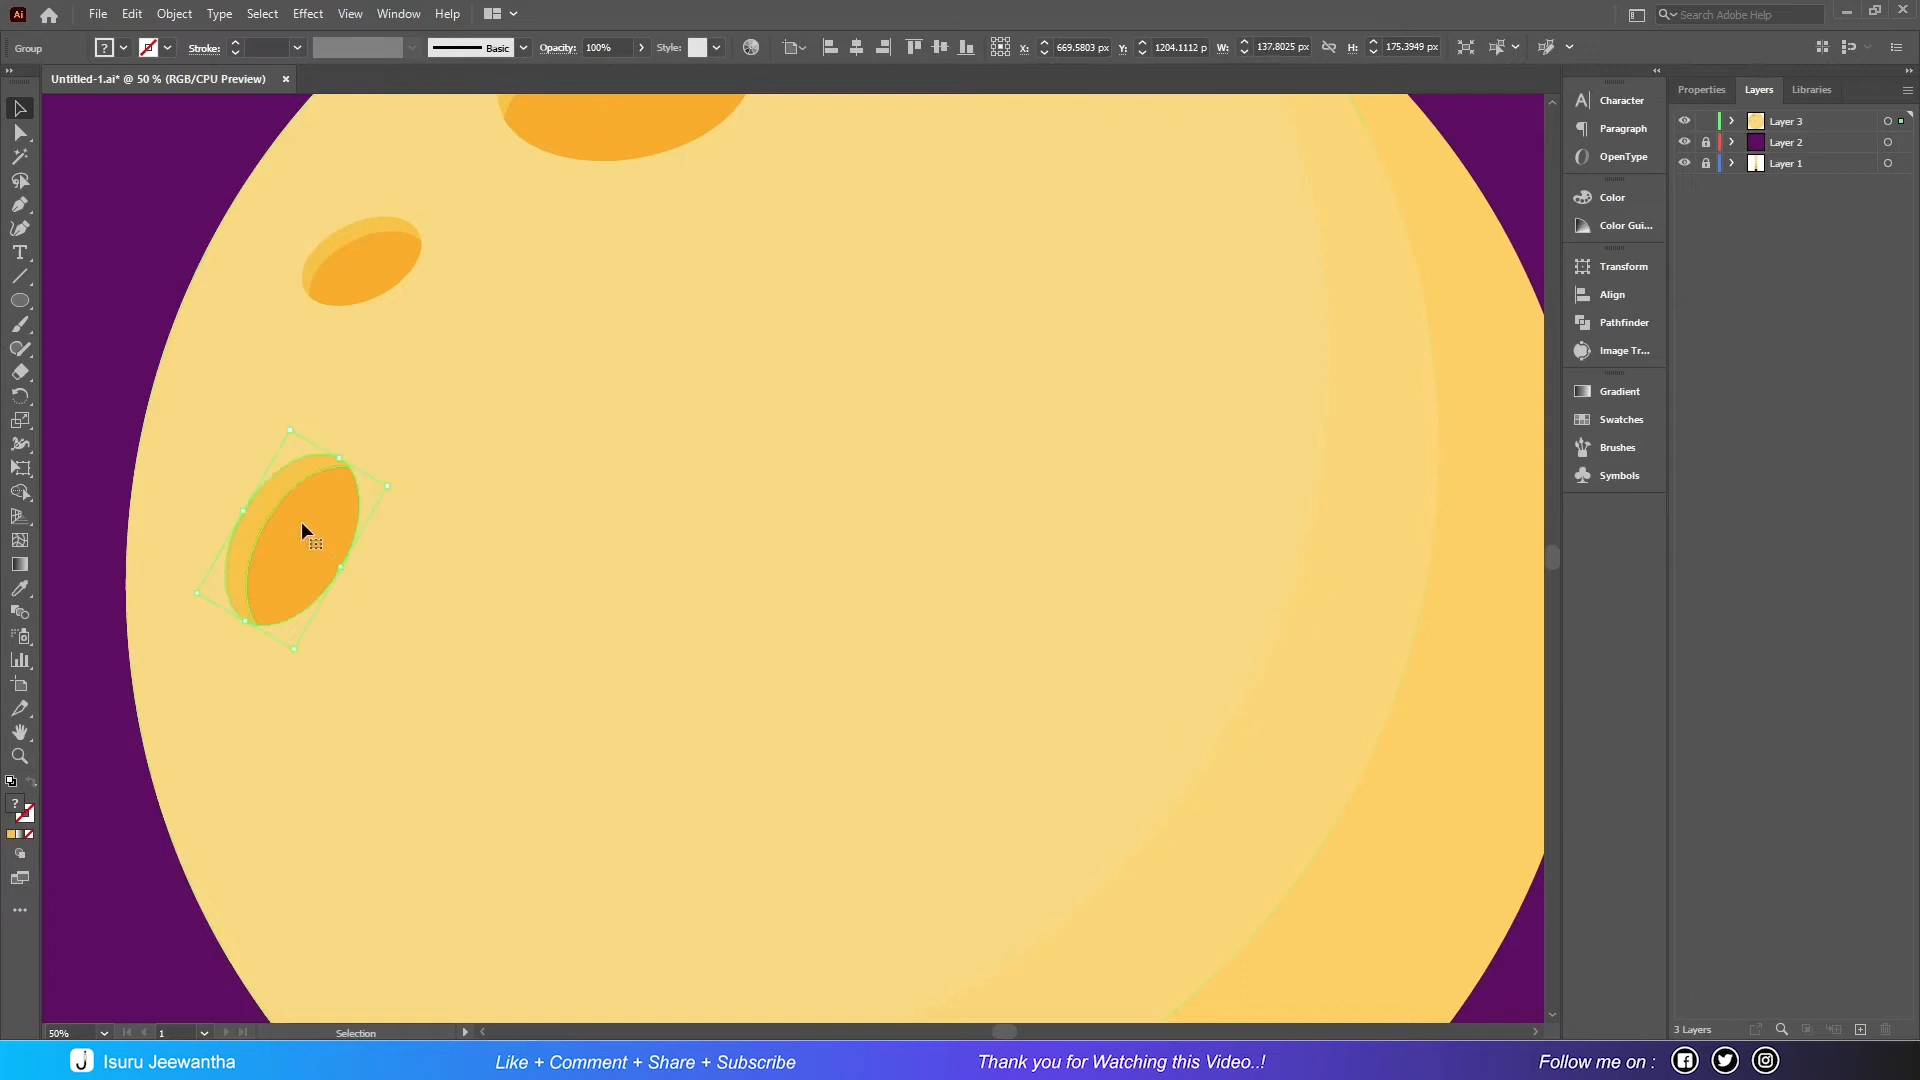 Ai File Edit Object Type Select Effect View Window Help Search Adobe Help
Group ? Stroke: Basic Opacity: 100% Style: X: 669.5803 px Y: 1204.1112 p W: 137.8025 px H: 175.3949 px
Untitled-1.ai* @ 50 % (RGB/CPU Preview)
Properties Layers Libraries
Character
Paragraph
OpenType
Color
Color Gui...
Transform
Align
Pathfinder
Image Tr...
Gradient
Swatches
Brushes
Symbols
Layer 3
Layer 2
Layer 1
?
50% 1 Selection
3 Layers
Isuru Jeewantha Like + Comment + Share + Subscribe Thank you for Watching this Video..! Follow me on :